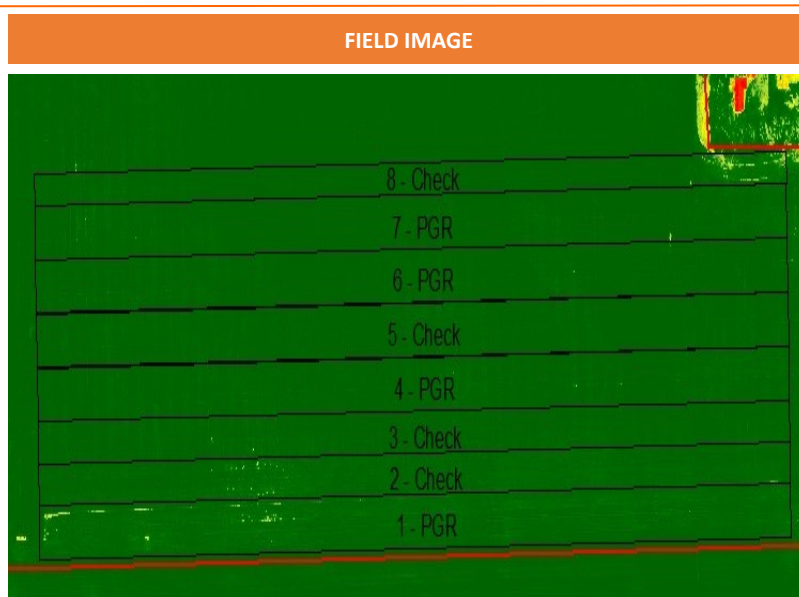 FIELD IMAGE
8 - Check
7 - PGR
6 - PGR
5 - Check
4 - PGR
3 - Check
2 - Check
1 - PGR